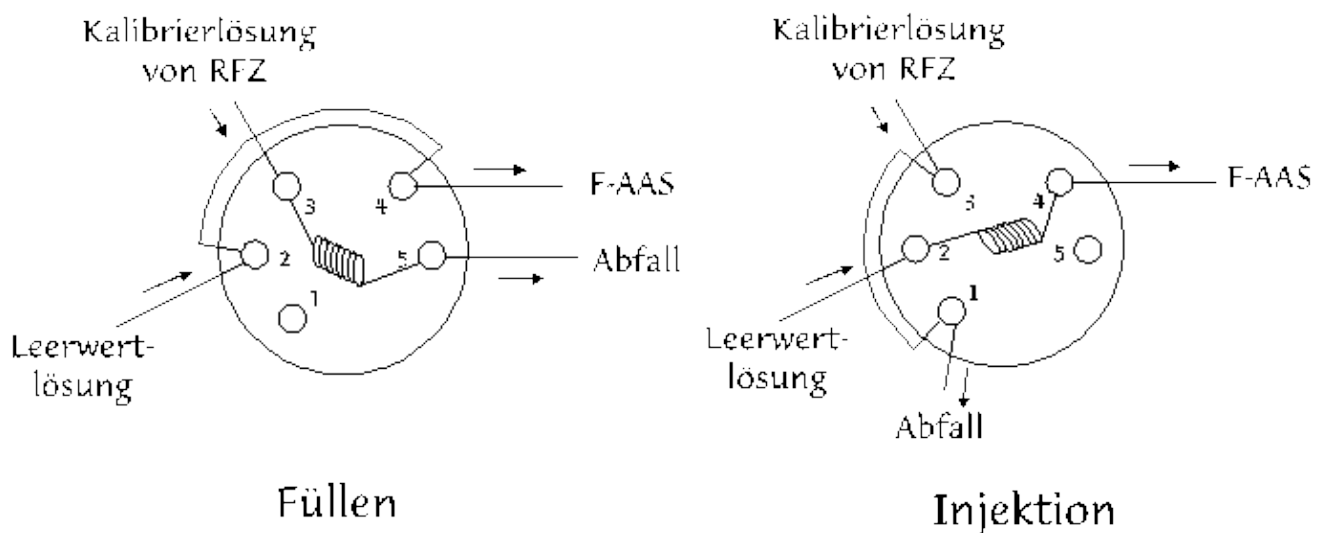 Kalibrierlösung
von RFZ
3
4
F-AAS
2
5
Abfall
1
Leerwert-
lösung
Füllen
Kalibrierlösung
von RFZ
3
4
F-AAS
2
5
1
Leerwert-
lösung
Abfall
Injektion